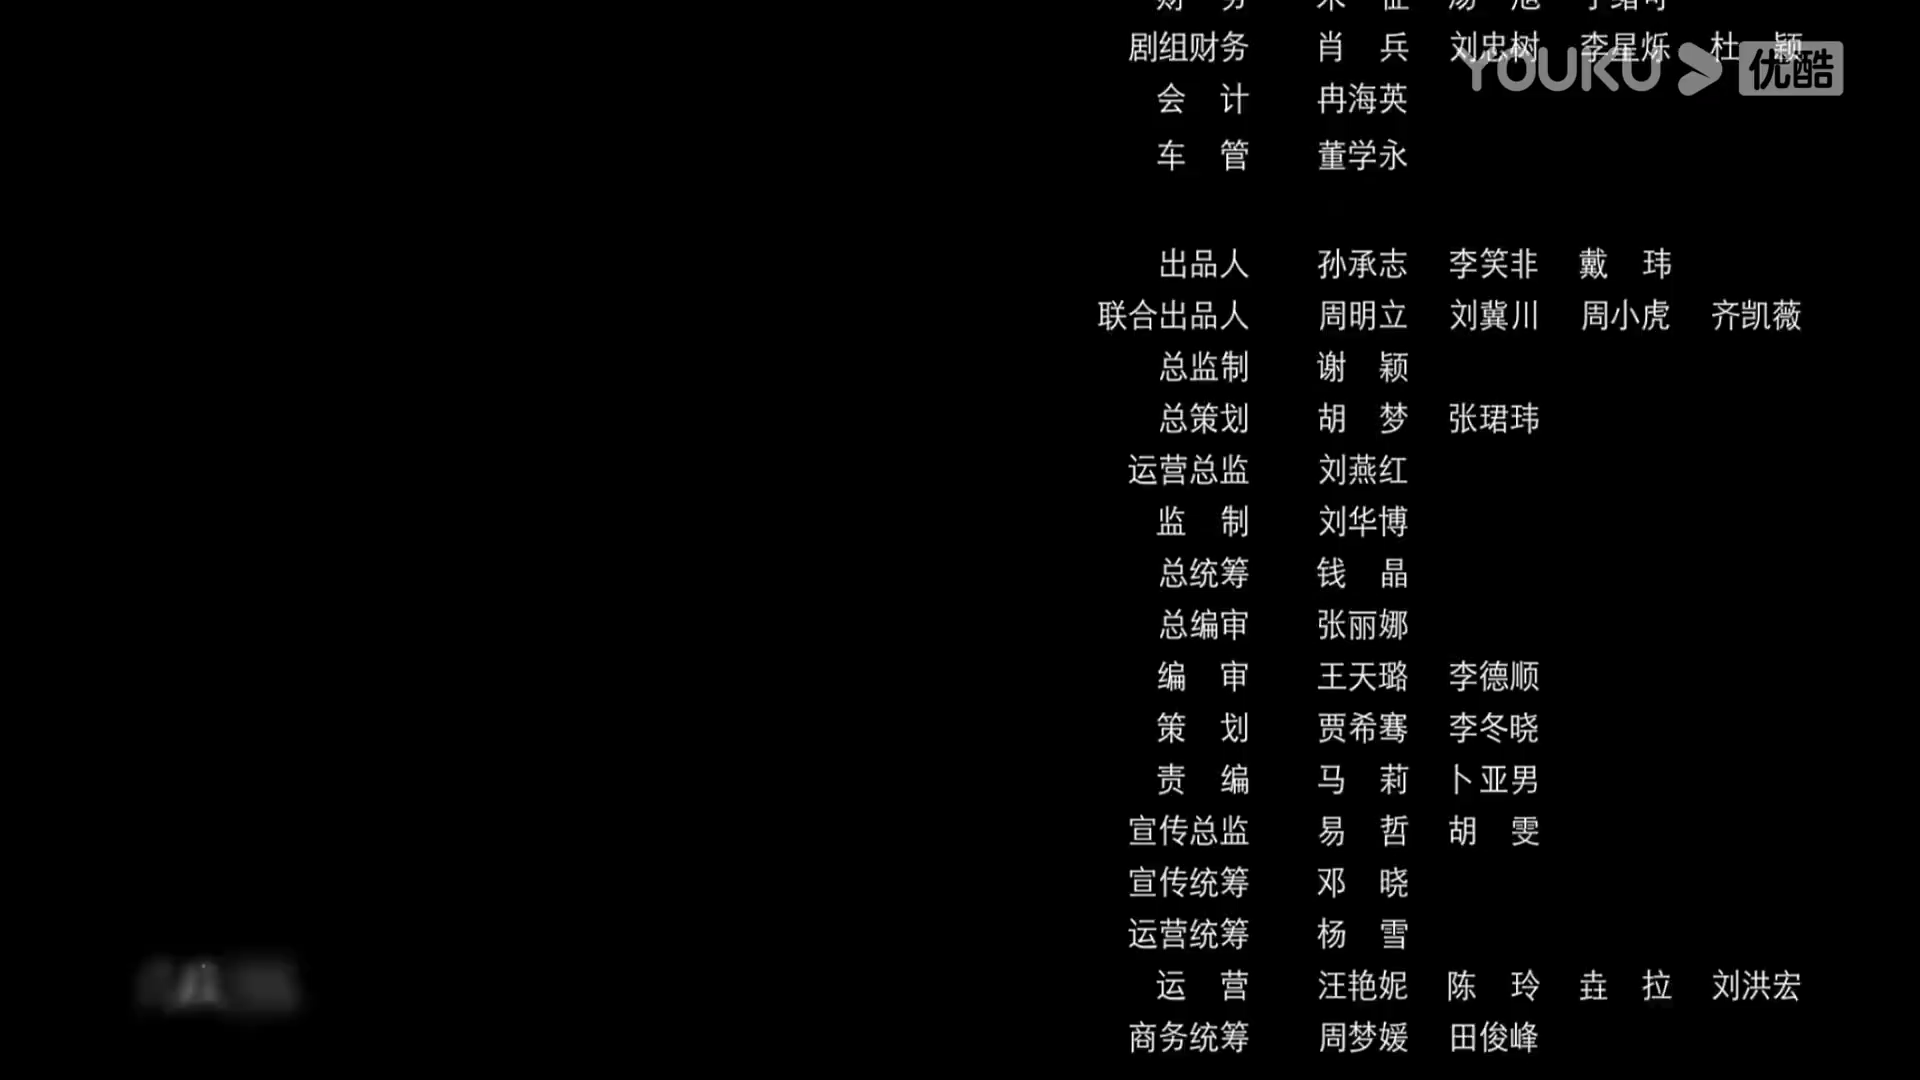 剧组财务 肖 兵 刘忠树 李星烁 杜 颖
YOUKU 优酷
会 计 冉海英
车 管 董学永
出品人 孙承志 李笑非 戴 玮
联合出品人 周明立 刘冀川 周小虎 齐凯薇
总监制 谢 颖
总策划 胡 梦 张珺玮
运营总监 刘燕红
监 制 刘华博
总统筹 钱 晶
总编审 张丽娜
编 审 王天璐 李德顺
策 划 贾希骞 李冬晓
责 编 马 莉 卜亚男
宣传总监 易 哲 胡 雯
宣传统筹 邓 晓
运营统筹 杨 雪
运 营 汪艳妮 陈 玲 垚 拉 刘洪宏
商务统筹 周梦媛 田俊峰